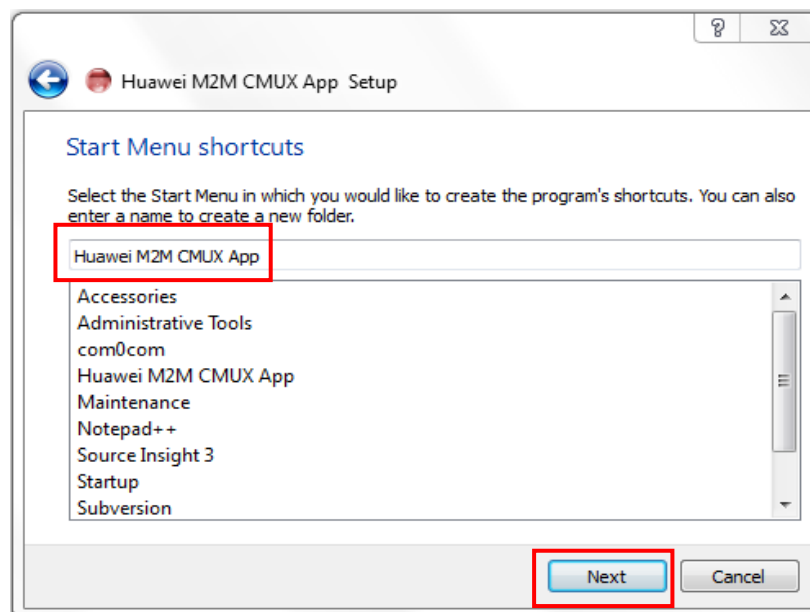 Huawei M2M CMUX App Setup
Start Menu shortcuts
Select the Start Menu in which you would like to create the program's shortcuts. You can also
enter a name to create a new folder.
Huawei M2M CMUX App
Accessories
Administrative Tools
com0com
Huawei M2M CMUX App
Maintenance
Notepad++
Source Insight 3
Startup
Subversion
Next
Cancel